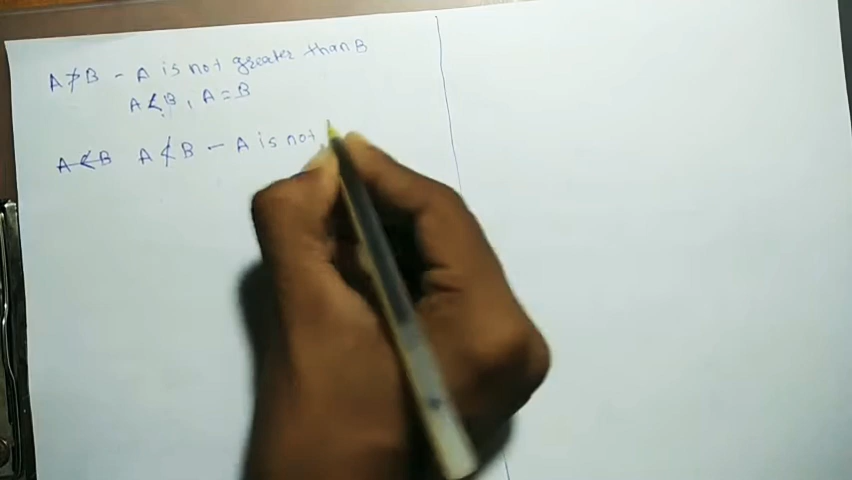 A ≯ B - A is not greater than B
A < B, A = B
A < B A ≮ B - A is not